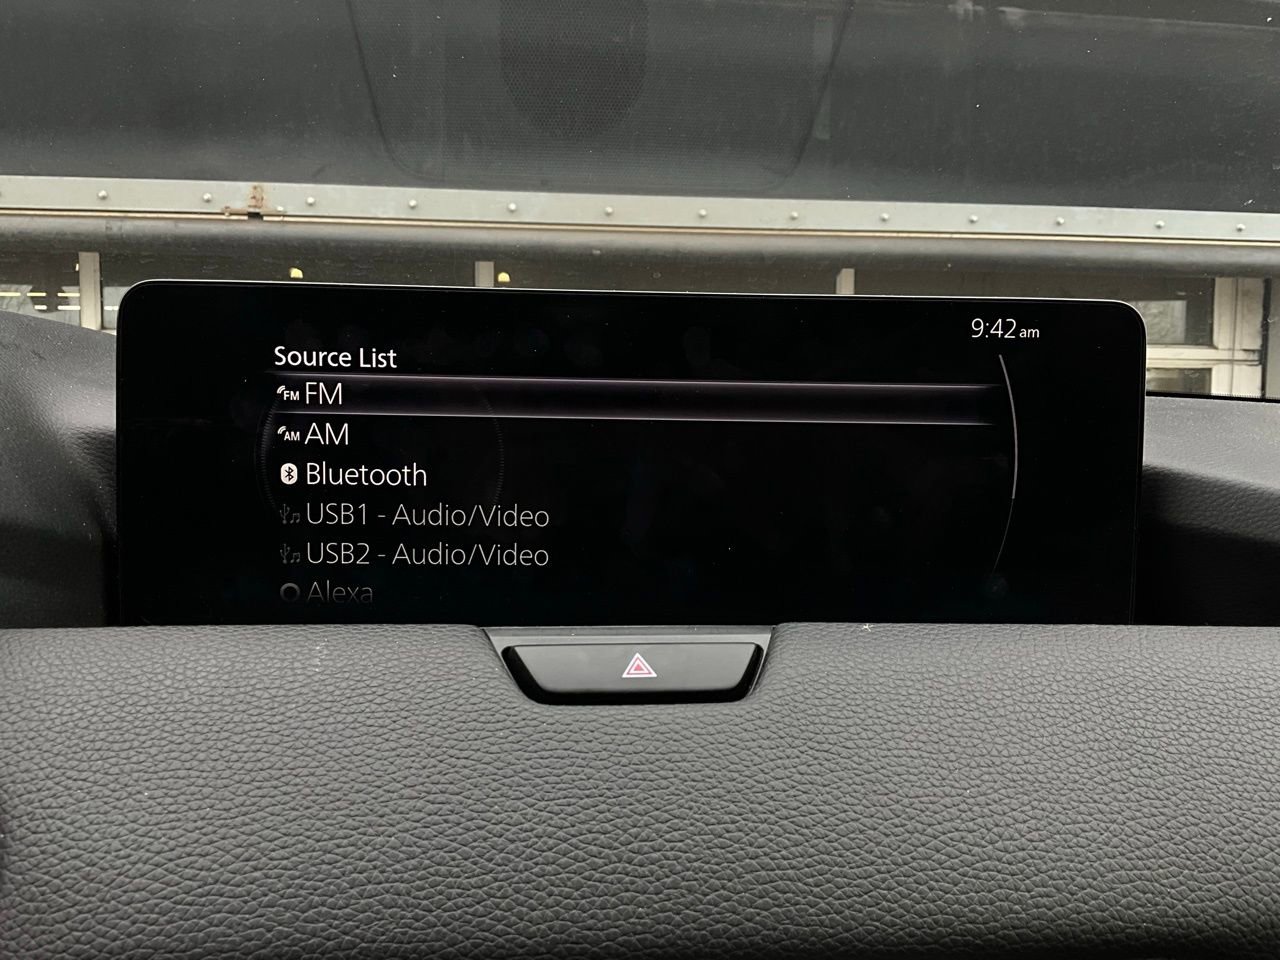 9:42am
Source List
FM FM
AM AM
Bluetooth
USB1 - Audio/Video
USB2 - Audio/Video
Alexa